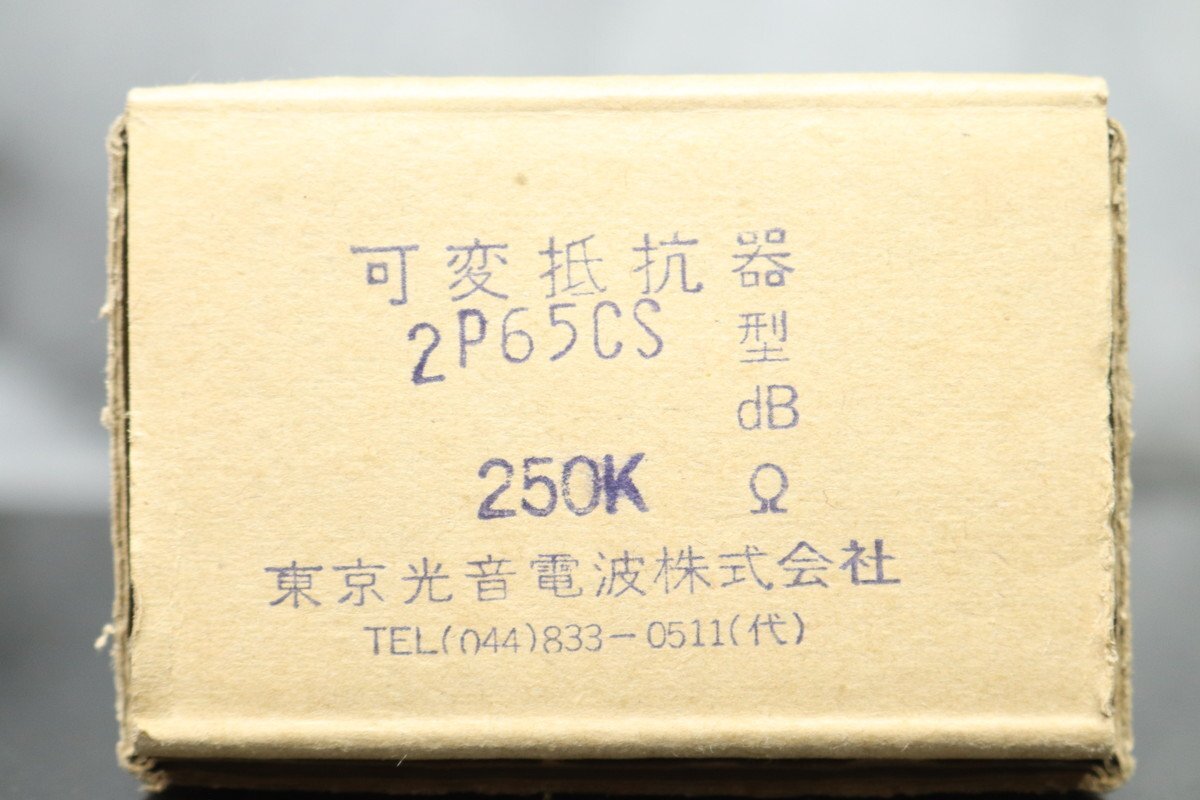 可変抵抗器
2P65CS 型
dB
250K Ω
東京光音電波株式会社
TEL(044)833-0511(代)